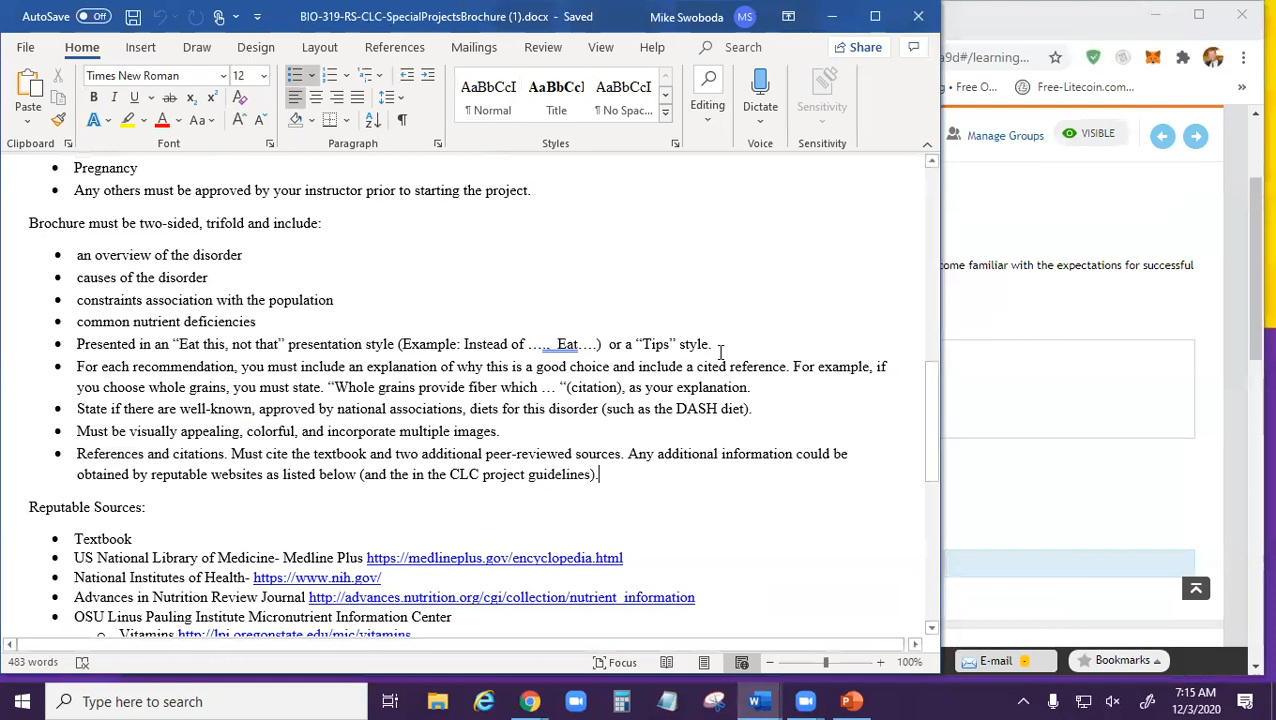 AutoSave Off BIO-319-RS-CLC-SpecialProjectsBrochure (1).docx - Saved Mike Swoboda MS
File Home Insert Draw Design Layout References Mailings Review View Help Search Share
Times New Roman 12
AaBbCcI AaBbCcI AaBbCcI
¶ Normal Title ¶ No Spac...
Paste Editing Dictate Sensitivity
Clipboard Font Paragraph Styles Voice Sensitivity
a9d#/learning...
g Free O... Free-Litecoin.com...
Manage Groups VISIBLE
ome familiar with the expectations for successful
• Pregnancy
• Any others must be approved by your instructor prior to starting the project.
Brochure must be two-sided, trifold and include:
• an overview of the disorder
• causes of the disorder
• constraints association with the population
• common nutrient deficiencies
• Presented in an “Eat this, not that” presentation style (Example: Instead of ….., Eat….) or a “Tips” style.
• For each recommendation, you must include an explanation of why this is a good choice and include a cited reference. For example, if
you choose whole grains, you must state. “Whole grains provide fiber which … “(citation), as your explanation.
• State if there are well-known, approved by national associations, diets for this disorder (such as the DASH diet).
• Must be visually appealing, colorful, and incorporate multiple images.
• References and citations. Must cite the textbook and two additional peer-reviewed sources. Any additional information could be
obtained by reputable websites as listed below (and the in the CLC project guidelines).
Reputable Sources:
• Textbook
• US National Library of Medicine- Medline Plus https://medlineplus.gov/encyclopedia.html
• National Institutes of Health- https://www.nih.gov/
• Advances in Nutrition Review Journal http://advances.nutrition.org/cgi/collection/nutrient_information
• OSU Linus Pauling Institute Micronutrient Information Center
o Vitamins http://lpi.oregonstate.edu/mic/vitamins
483 words Focus 100%
E-mail Bookmarks
Type here to search
7:15 AM
12/3/2020